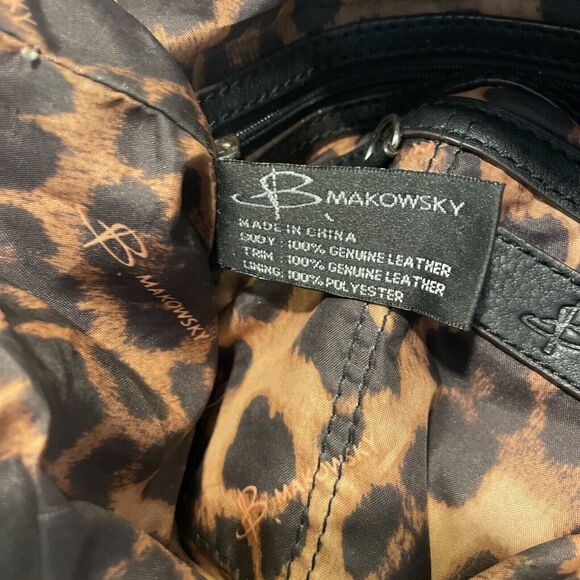 B. MAKOWSKY
MADE IN CHINA
BODY : 100% GENUINE LEATHER
TRIM : 100% GENUINE LEATHER
LINING: 100% POLYESTER
B. MAKOWSKY
B. MAKOWSKY
B